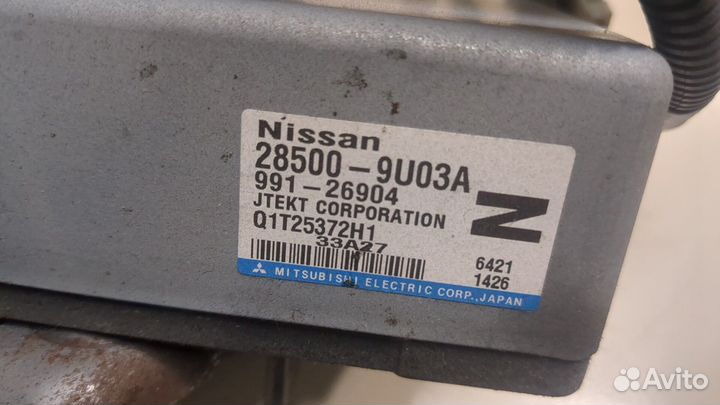 Nissan
28500-9U03A
991-26904
JTEKT CORPORATION
Q1T25372H1
33A27
N
6421
1426
MITSUBISHI ELECTRIC CORP., JAPAN
Avito